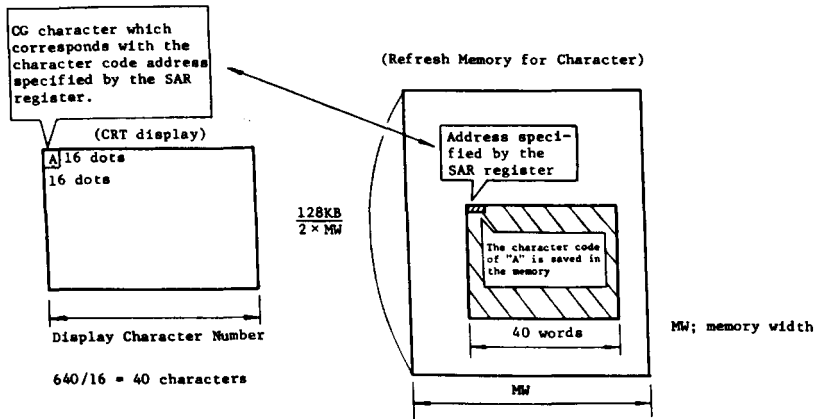 CG character which
corresponds with the
character code address
specified by the SAR
register.
(CRT display)
A 16 dots
16 dots
Display Character Number
640/16 = 40 characters
(Refresh Memory for Character)
Address speci-
fied by the
SAR register
128KB
2 × MW
The character code
of "A" is saved in
the memory
40 words
MW
MW; memory width